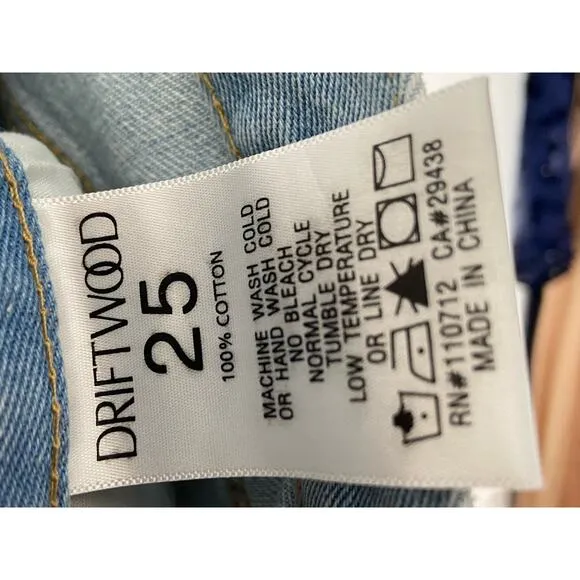 DRIFTWOOD
25
100% COTTON
MACHINE WASH COLD
OR HAND WASH COLD
NO BLEACH
NORMAL CYCLE
TUMBLE DRY
LOW TEMPERATURE
OR LINE DRY
RN#110712 CA#29438
MADE IN CHINA